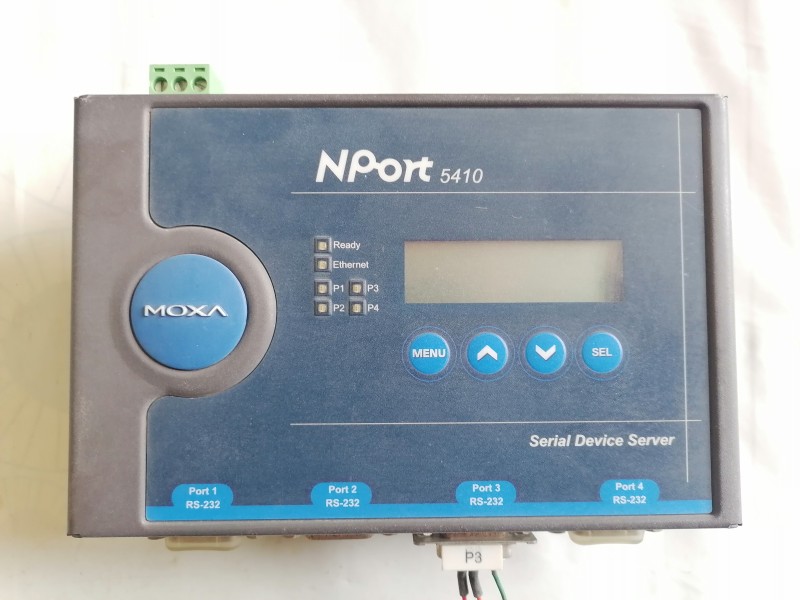 NPort 5410
Ready
Ethernet
P1 P3
P2 P4
MOXA
MENU SEL
Serial Device Server
Port 1 Port 2 Port 3 Port 4
RS-232 RS-232 RS-232 RS-232
P3